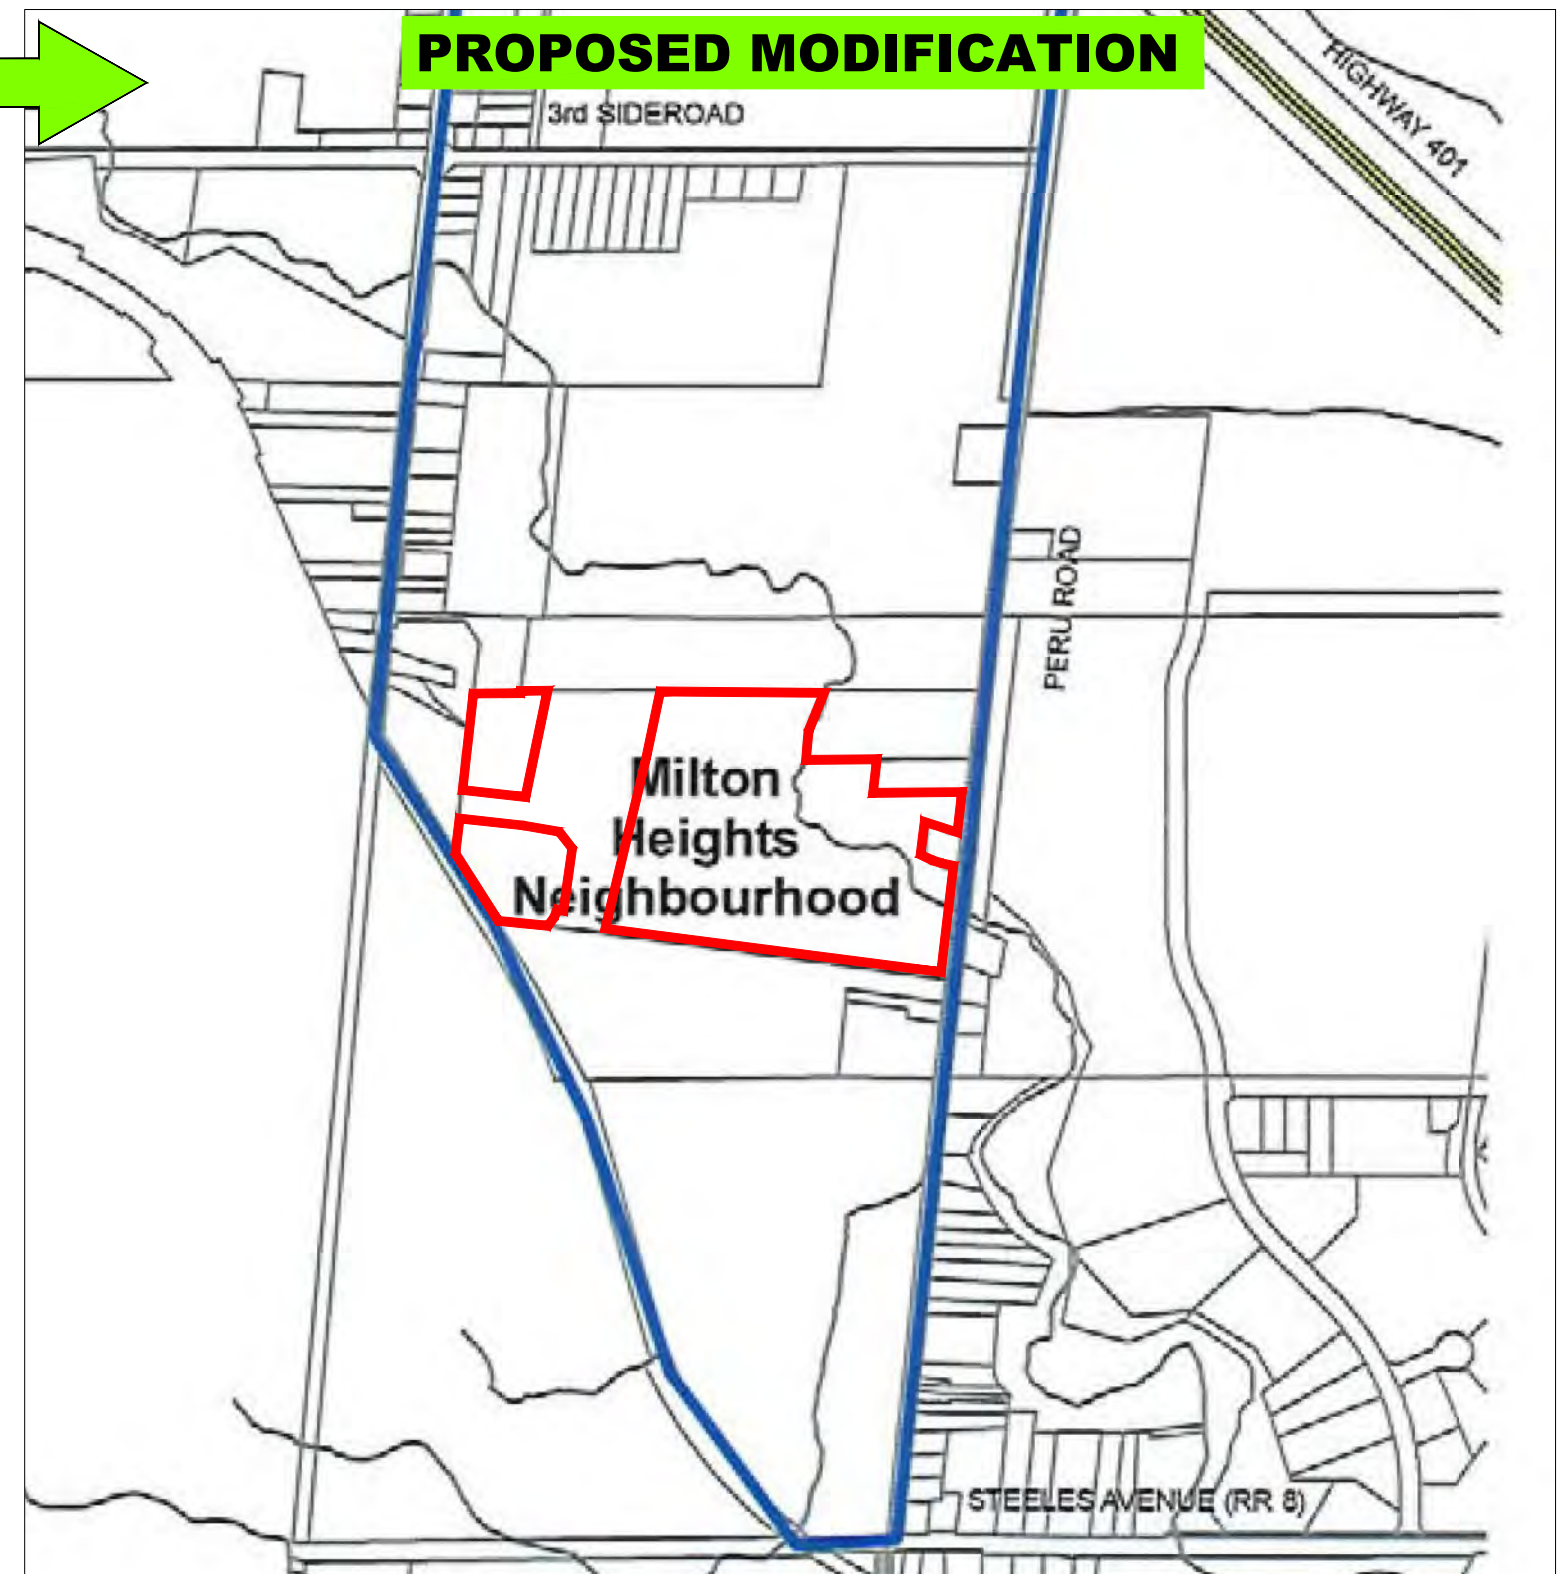 PROPOSED MODIFICATION
3rd SIDEROAD
HIGHWAY 401
PERU ROAD
Milton
Heights
Neighbourhood
STEELES AVENUE (RR 8)